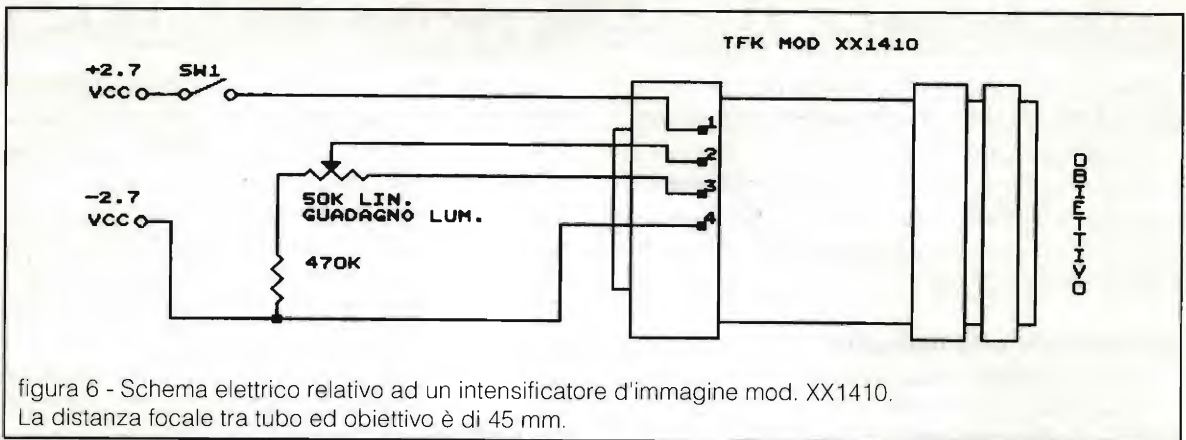 TFK MOD XX1410
+2.7 SW1
VCC
1
2
3
4
50K LIN.
GUADAGNO LUM.
-2.7
VCC
470K
OBIETTIVO
figura 6 - Schema elettrico relativo ad un intensificatore d'immagine mod. XX1410.
La distanza focale tra tubo ed obiettivo è di 45 mm.